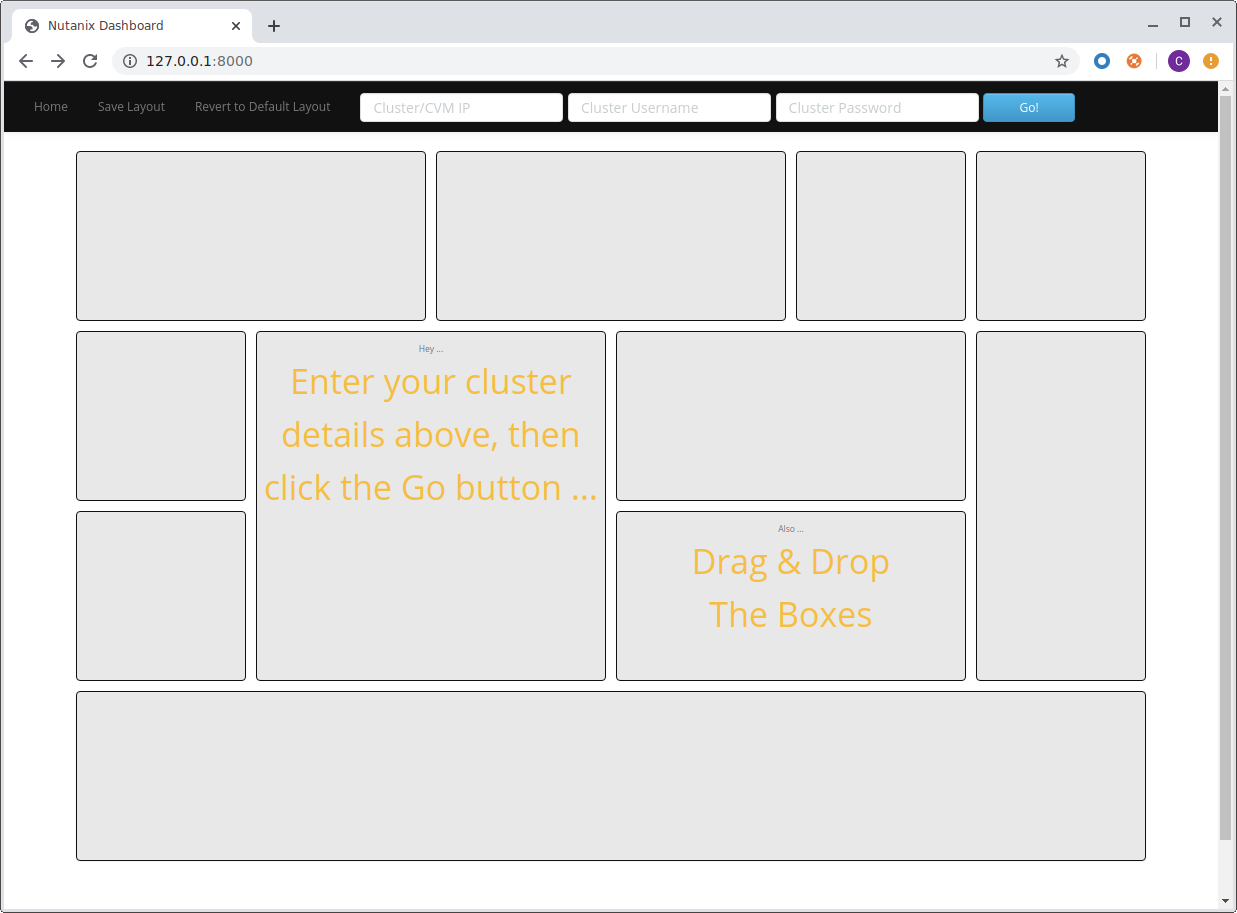 Nutanix Dashboard
127.0.0.1:8000
C
Home
Save Layout
Revert to Default Layout
Cluster/CVM IP
Cluster Username
Cluster Password
Go!
Hey ...
Enter your cluster
details above, then
click the Go button ...
Also ...
Drag & Drop
The Boxes